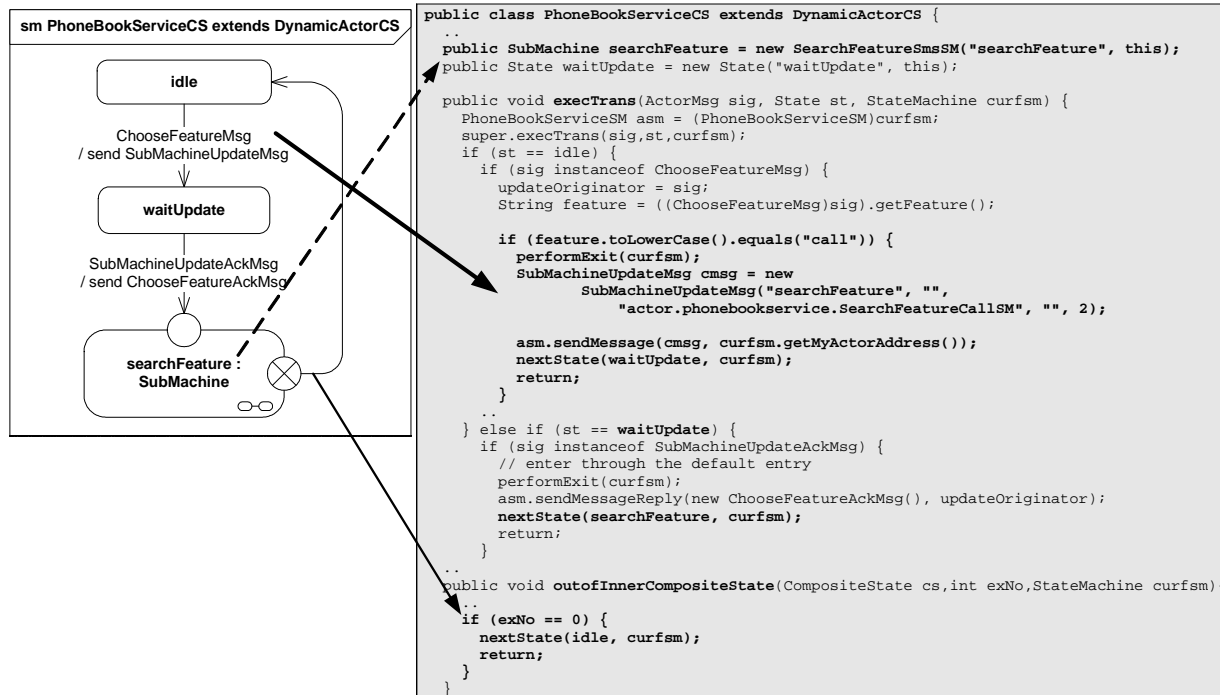 sm PhoneBookServiceCS extends DynamicActorCS
idle
ChooseFeatureMsg
/ send SubMachineUpdateMsg
waitUpdate
SubMachineUpdateAckMsg
/ send ChooseFeatureAckMsg
searchFeature :
SubMachine
public class PhoneBookServiceCS extends DynamicActorCS {
..
public SubMachine searchFeature = new SearchFeatureSmsSM("searchFeature", this);
public State waitUpdate = new State("waitUpdate", this);
public void execTrans(ActorMsg sig, State st, StateMachine curfsm) {
PhoneBookServiceSM asm = (PhoneBookServiceSM)curfsm;
super.execTrans(sig,st,curfsm);
if (st == idle) {
if (sig instanceof ChooseFeatureMsg) {
updateOriginator = sig;
String feature = ((ChooseFeatureMsg)sig).getFeature();
if (feature.toLowerCase().equals("call")) {
performExit(curfsm);
SubMachineUpdateMsg cmsg = new
SubMachineUpdateMsg("searchFeature", "",
"actor.phonebookservice.SearchFeatureCallSM", "", 2);
asm.sendMessage(cmsg, curfsm.getMyActorAddress());
nextState(waitUpdate, curfsm);
return;
}
..
} else if (st == waitUpdate) {
if (sig instanceof SubMachineUpdateAckMsg) {
// enter through the default entry
performExit(curfsm);
asm.sendMessageReply(new ChooseFeatureAckMsg(), updateOriginator);
nextState(searchFeature, curfsm);
return;
}
..
public void outofInnerCompositeState(CompositeState cs,int exNo,StateMachine curfsm){
..
if (exNo == 0) {
nextState(idle, curfsm);
return;
}
}